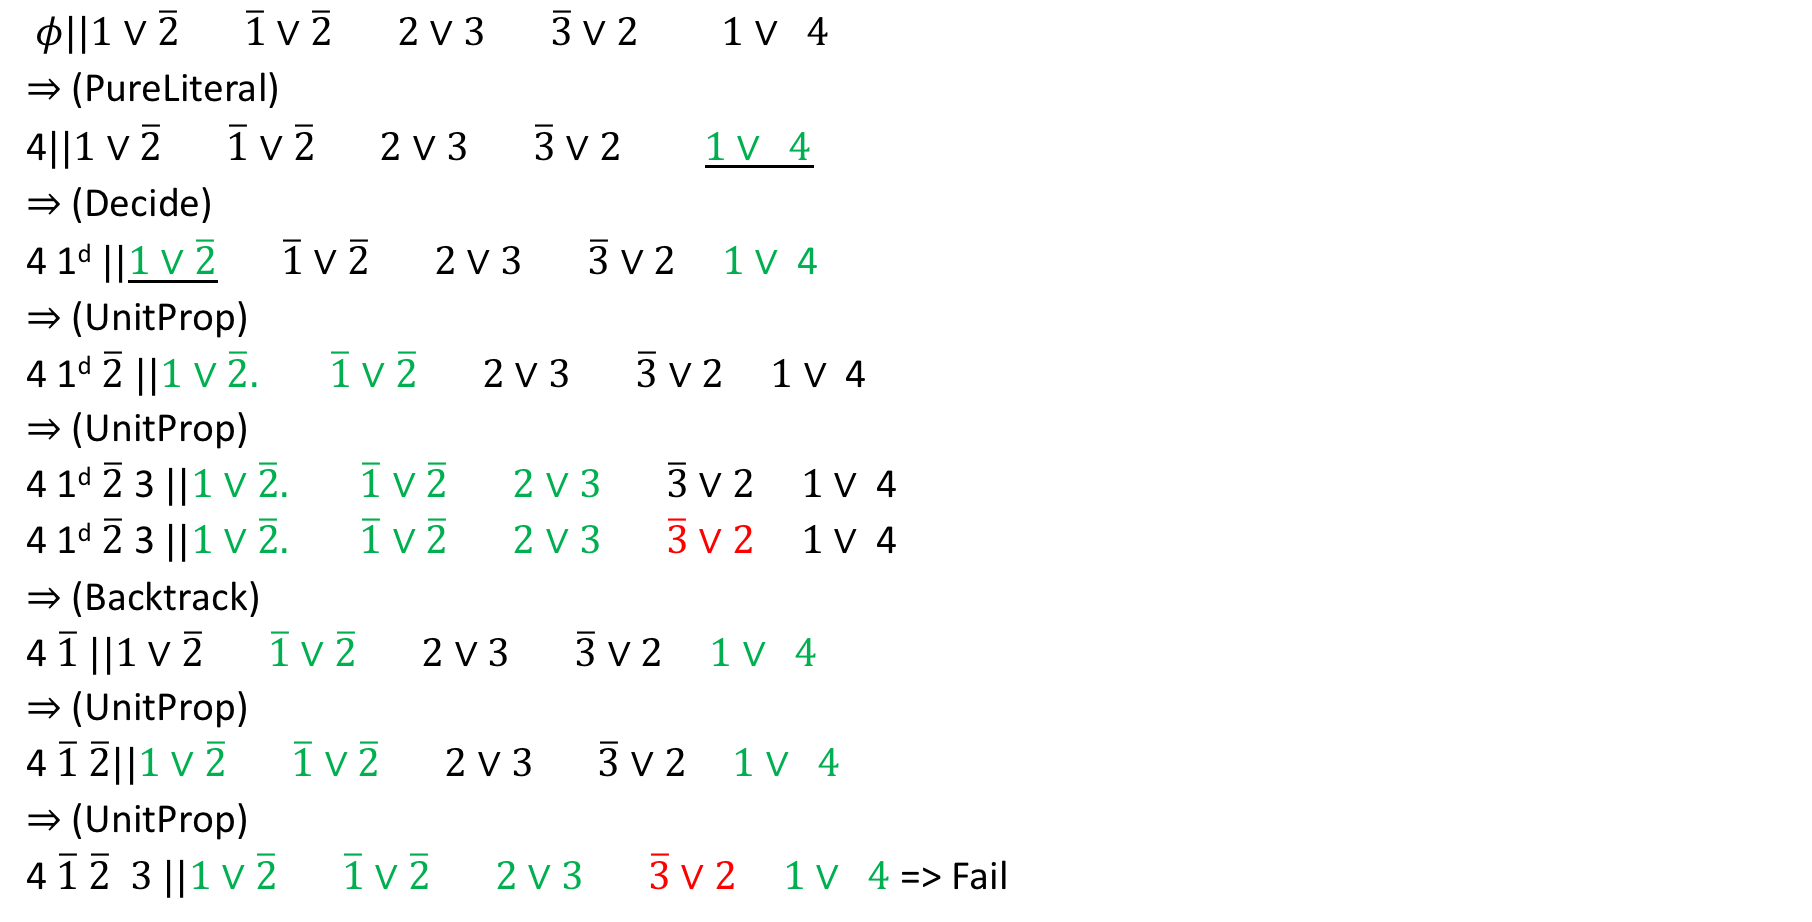 ϕ||1 ∨ 2̅ 1̅ ∨ 2̅ 2 ∨ 3 3̅ ∨ 2 1 ∨ 4
⇒ (PureLiteral)
4||1 ∨ 2̅ 1̅ ∨ 2̅ 2 ∨ 3 3̅ ∨ 2 1 ∨ 4
⇒ (Decide)
4 1ᵈ ||1 ∨ 2̅ 1̅ ∨ 2̅ 2 ∨ 3 3̅ ∨ 2 1 ∨ 4
⇒ (UnitProp)
4 1ᵈ 2̅ ||1 ∨ 2̅. 1̅ ∨ 2̅ 2 ∨ 3 3̅ ∨ 2 1 ∨ 4
⇒ (UnitProp)
4 1ᵈ 2̅ 3 ||1 ∨ 2̅. 1̅ ∨ 2̅ 2 ∨ 3 3̅ ∨ 2 1 ∨ 4
4 1ᵈ 2̅ 3 ||1 ∨ 2̅. 1̅ ∨ 2̅ 2 ∨ 3 3̅ ∨ 2 1 ∨ 4
⇒ (Backtrack)
4 1̅ ||1 ∨ 2̅ 1̅ ∨ 2̅ 2 ∨ 3 3̅ ∨ 2 1 ∨ 4
⇒ (UnitProp)
4 1̅ 2̅||1 ∨ 2̅ 1̅ ∨ 2̅ 2 ∨ 3 3̅ ∨ 2 1 ∨ 4
⇒ (UnitProp)
4 1̅ 2̅ 3 ||1 ∨ 2̅ 1̅ ∨ 2̅ 2 ∨ 3 3̅ ∨ 2 1 ∨ 4 => Fail